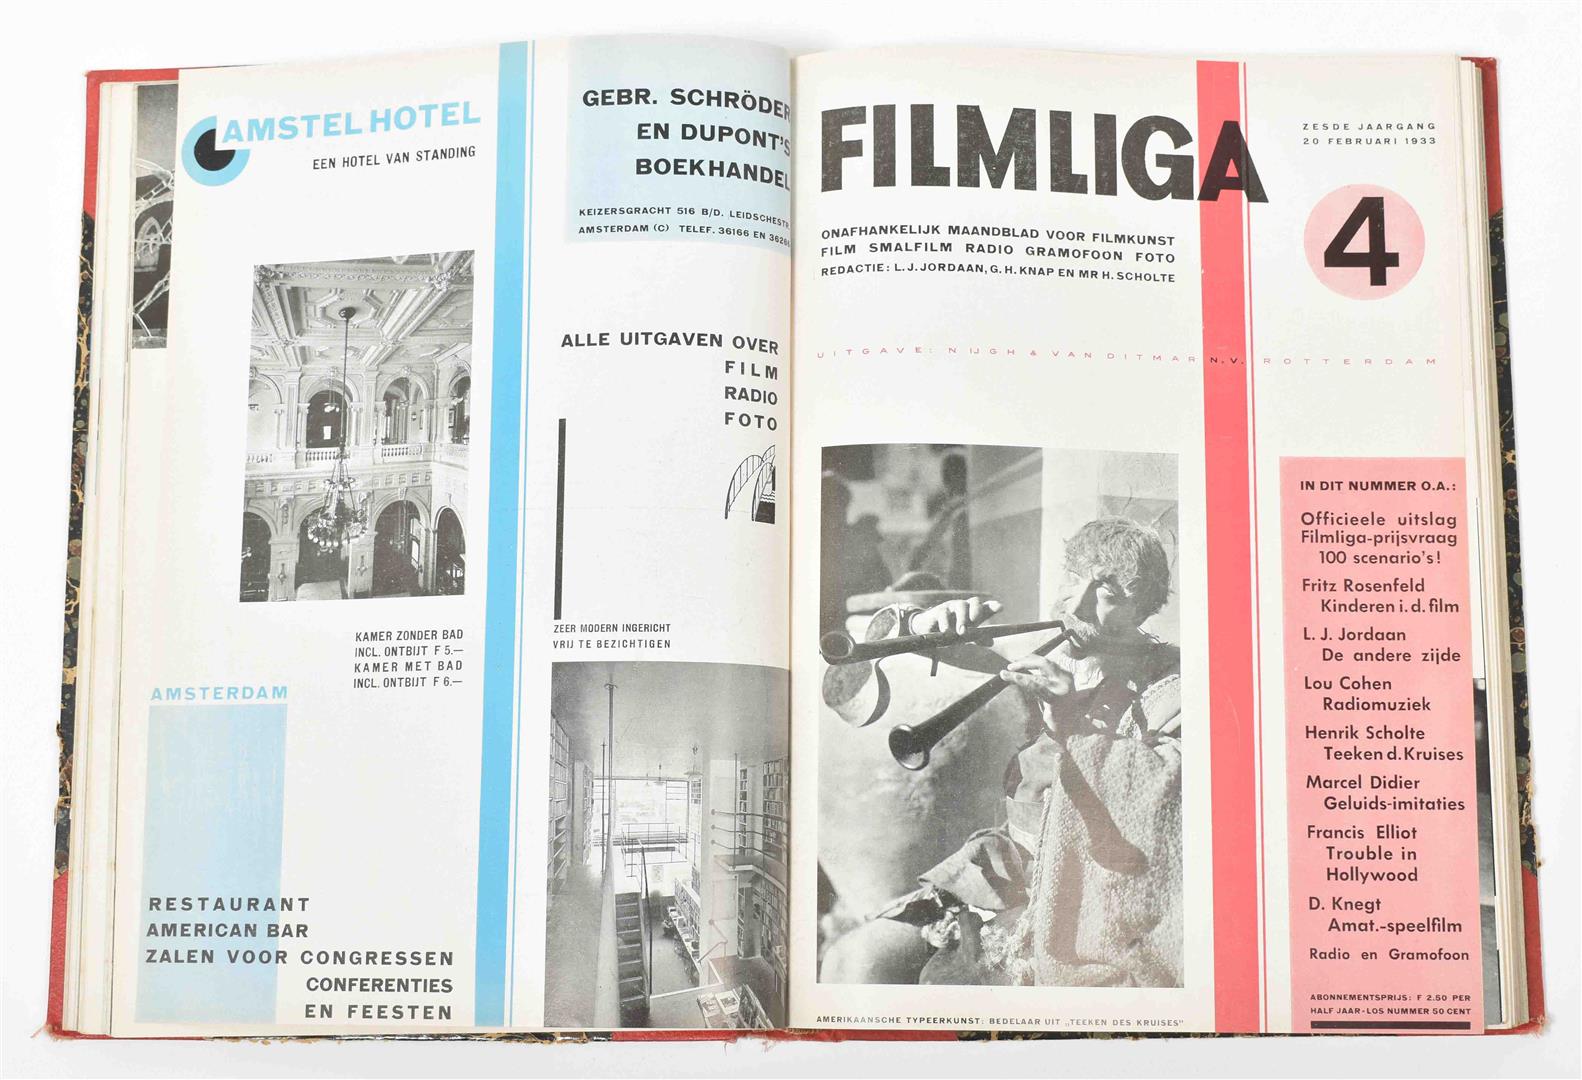 AMSTEL HOTEL
EEN HOTEL VAN STANDING
KAMER ZONDER BAD
INCL. ONTBIJT F 5.—
KAMER MET BAD
INCL. ONTBIJT F 6.—
AMSTERDAM
RESTAURANT
AMERICAN BAR
ZALEN VOOR CONGRESSEN
CONFERENTIES
EN FEESTEN
GEBR. SCHRÖDER
EN DUPONT'S
BOEKHANDEL
KEIZERSGRACHT 516 B/D. LEIDSCHESTR.
AMSTERDAM (C) TELEF. 36166 EN 36266
ALLE UITGAVEN OVER
FILM
RADIO
FOTO
ZEER MODERN INGERICHT
VRIJ TE BEZICHTIGEN
FILMLIGA
ZESDE JAARGANG
20 FEBRUARI 1933
4
ONAFHANKELIJK MAANDBLAD VOOR FILMKUNST
FILM SMALFILM RADIO GRAMOFOON FOTO
REDACTIE: L. J. JORDAAN, G. H. KNAP EN MR H. SCHOLTE
UITGAVE: NIJGH & VAN DITMAR N.V. ROTTERDAM
IN DIT NUMMER O.A.:
Officieele uitslag
Filmliga-prijsvraag
100 scenario's!
Fritz Rosenfeld
Kinderen i. d. film
L. J. Jordaan
De andere zijde
Lou Cohen
Radiomuziek
Henrik Scholte
Teeken d. Kruises
Marcel Didier
Geluids-imitaties
Francis Elliot
Trouble in
Hollywood
D. Knegt
Amat.-speelfilm
Radio en Gramofoon
ABONNEMENTSPRIJS: F 2.50 PER
HALF JAAR - LOS NUMMER 50 CENT
AMERIKAANSCHE TYPEERKUNST: BEDELAAR UIT „TEEKEN DES KRUISES"